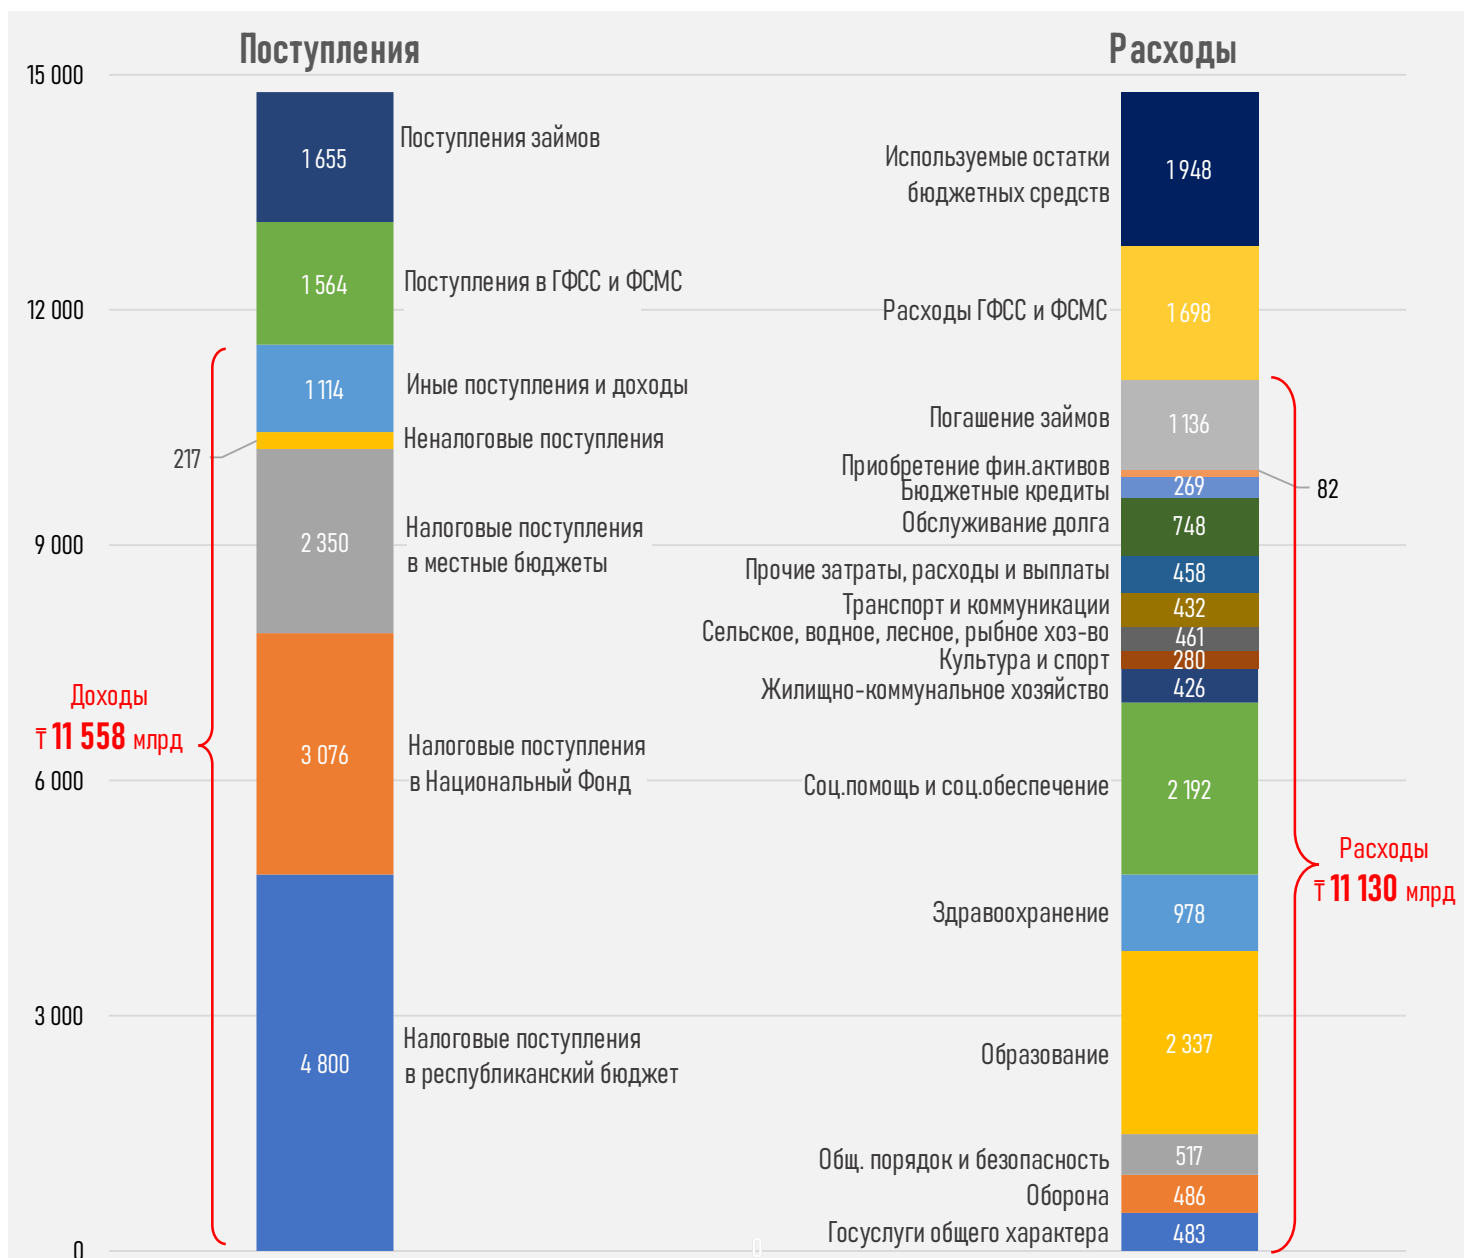 Поступления
Расходы
15 000
12 000
9 000
6 000
3 000
0
1 655
Поступления займов
1 564
Поступления в ГФСС и ФСМС
1 114
Иные поступления и доходы
217
Неналоговые поступления
2 350
Налоговые поступления
в местные бюджеты
3 076
Налоговые поступления
в Национальный Фонд
4 800
Налоговые поступления
в республиканский бюджет
Доходы
₸ 11 558 млрд
Используемые остатки
бюджетных средств
1 948
Расходы ГФСС и ФСМС
1 698
Погашение займов
1 136
Приобретение фин.активов
82
Бюджетные кредиты
269
Обслуживание долга
748
Прочие затраты, расходы и выплаты
458
Транспорт и коммуникации
432
Сельское, водное, лесное, рыбное хоз-во
461
Культура и спорт
280
Жилищно-коммунальное хозяйство
426
Соц.помощь и соц.обеспечение
2 192
Здравоохранение
978
Образование
2 337
Общ. порядок и безопасность
517
Оборона
486
Госуслуги общего характера
483
Расходы
₸ 11 130 млрд
0